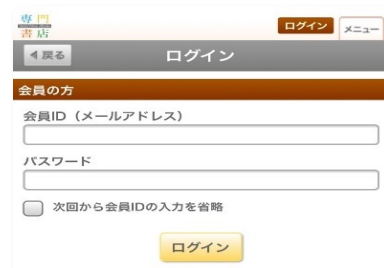 専門
書店
ログイン
メニュー
戻る
ログイン
会員の方
会員ID（メールアドレス）
パスワード
次回から会員IDの入力を省略
ログイン